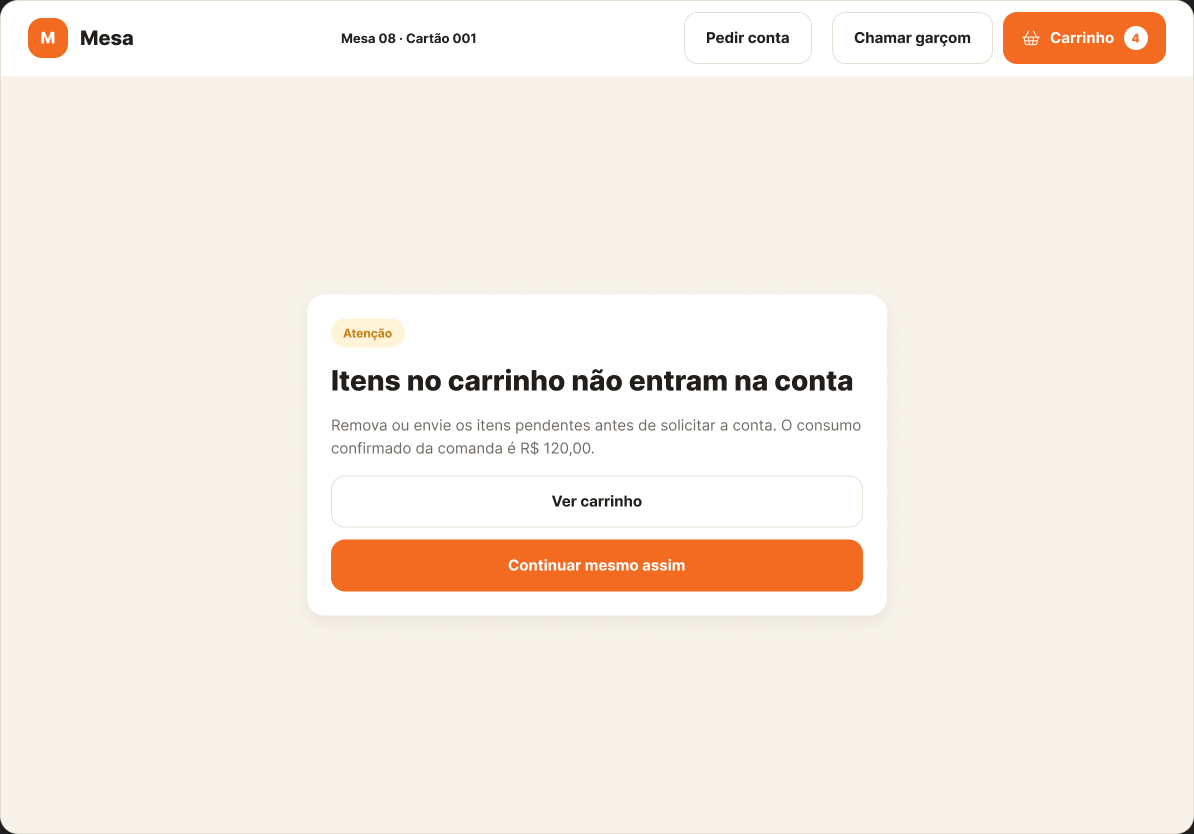 M
Mesa
Mesa 08 · Cartão 001
Pedir conta
Chamar garçom
Carrinho 4
Atenção
Itens no carrinho não entram na conta
Remova ou envie os itens pendentes antes de solicitar a conta. O consumo
confirmado da comanda é R$ 120,00.
Ver carrinho
Continuar mesmo assim